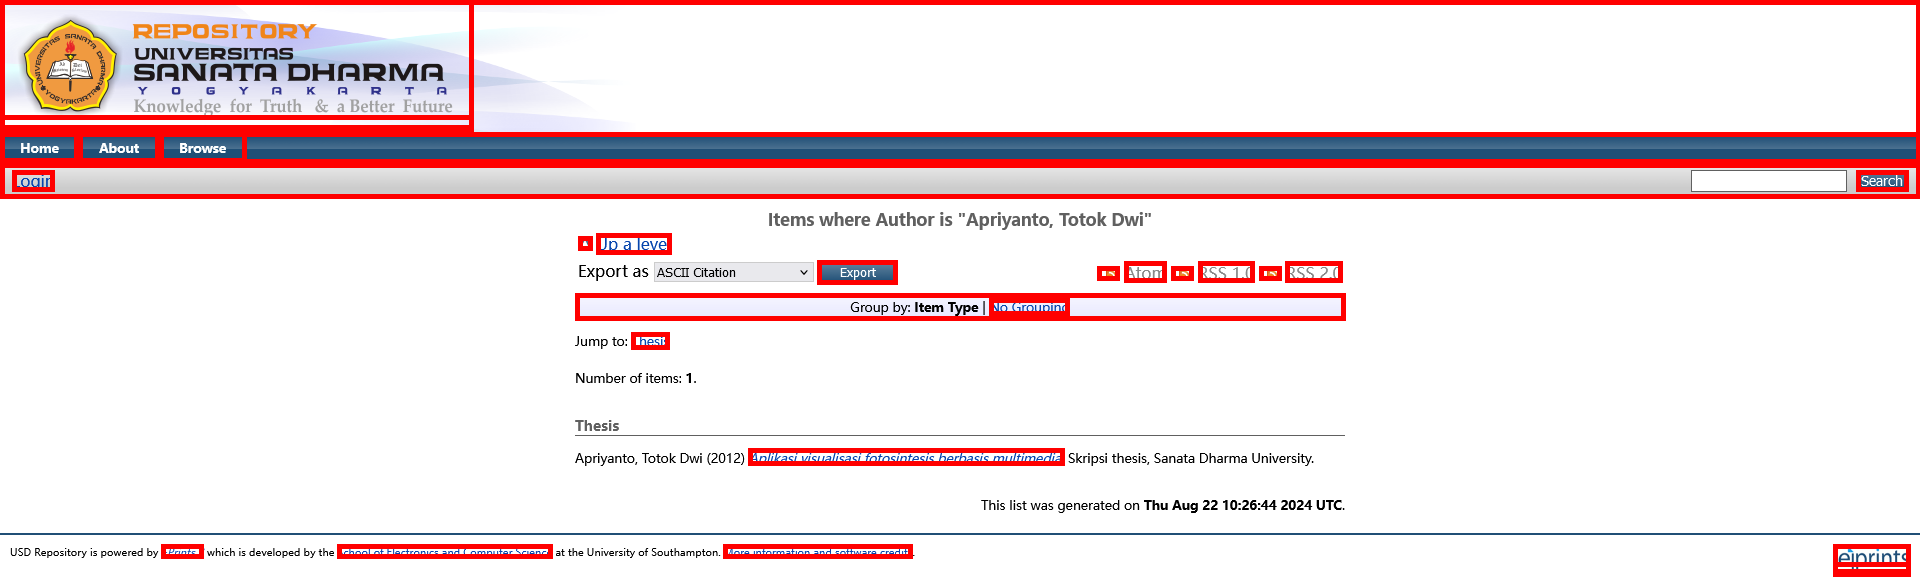 REPOSITORY
UNIVERSITAS
SANATA DHARMA
YOGYAKARTA
Knowledge for Truth & a Better Future
Home About Browse
Login Search
Items where Author is "Apriyanto, Totok Dwi"
Up a level
Export as ASCII Citation Export Atom RSS 1.0 RSS 2.0
Group by: Item Type | No Grouping
Jump to: Thesis
Number of items: 1.
Thesis
Apriyanto, Totok Dwi (2012) Aplikasi visualisasi fotosintesis berbasis multimedia. Skripsi thesis, Sanata Dharma University.
This list was generated on Thu Aug 22 10:26:44 2024 UTC.
USD Repository is powered by EPrints which is developed by the School of Electronics and Computer Science at the University of Southampton. More information and software credits.
eprints